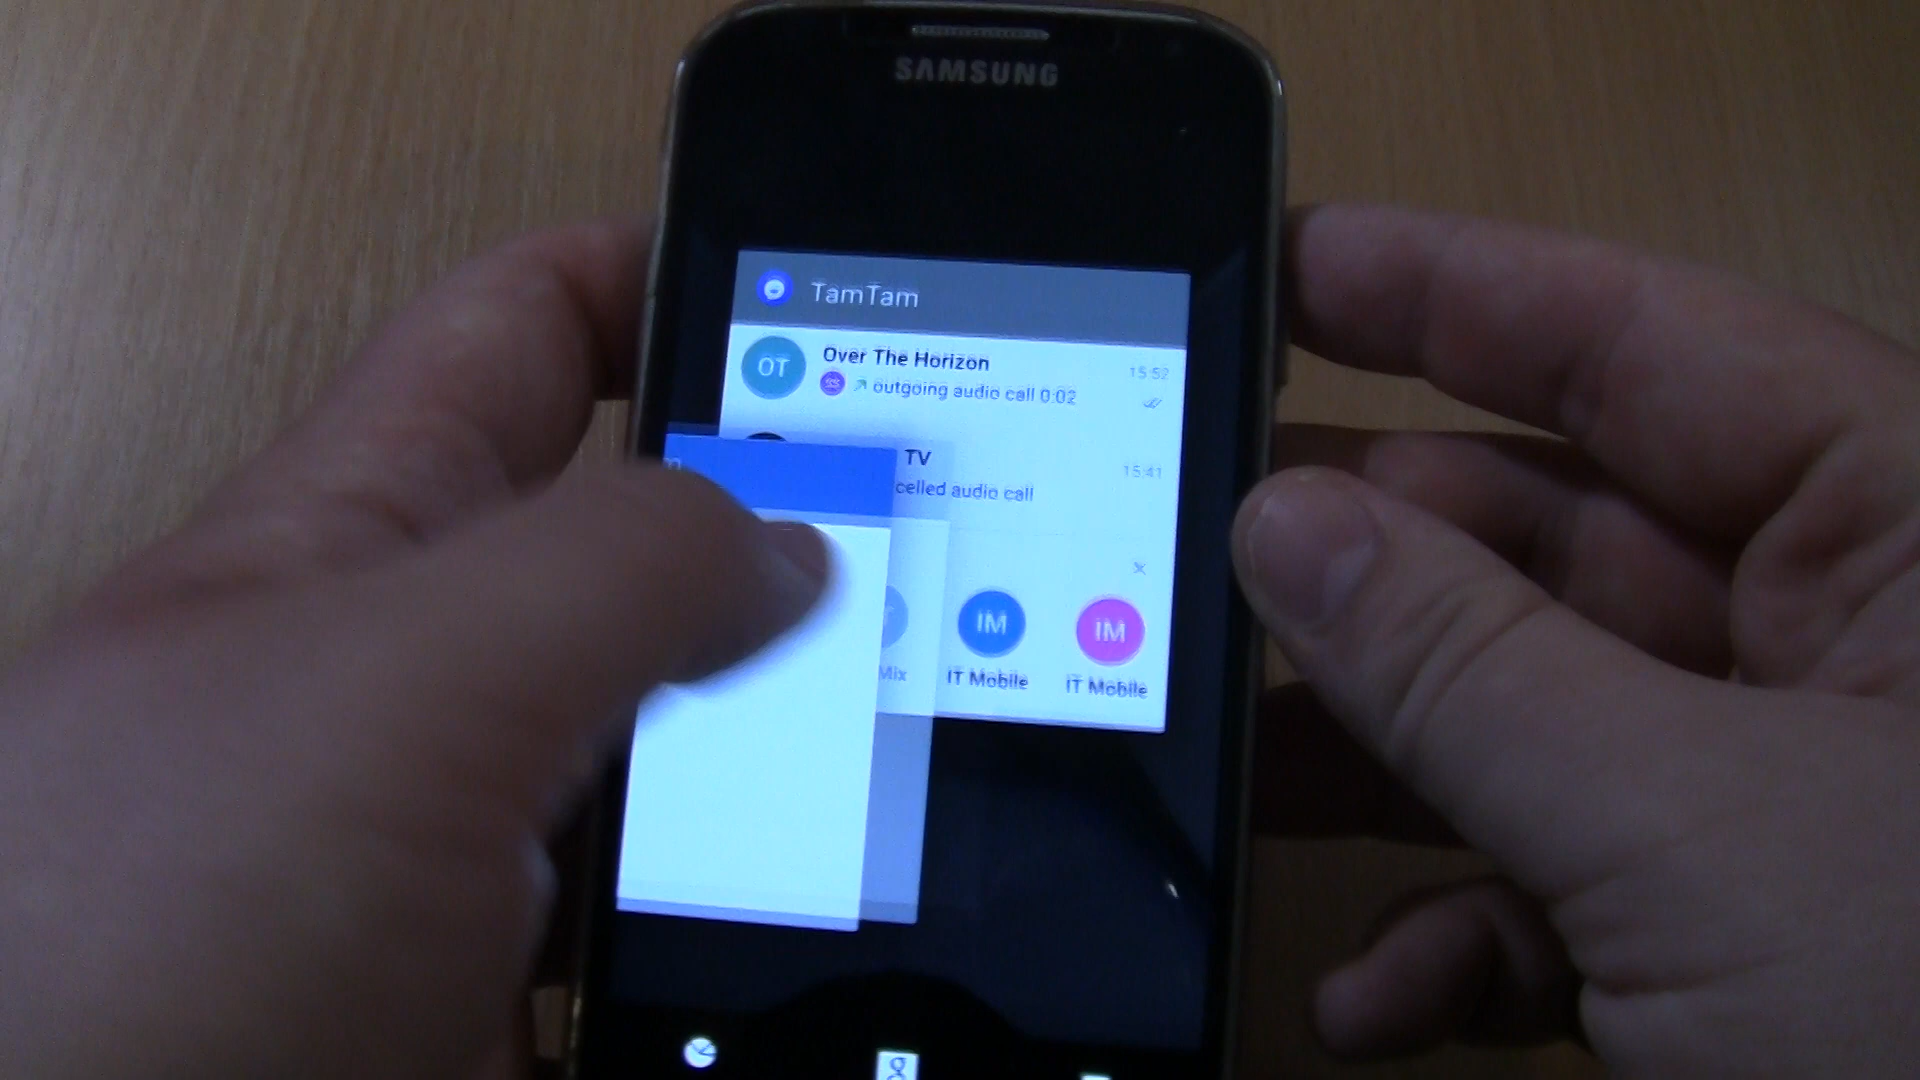 SAMSUNG
TamTam
OT
Over The Horizon
15:52
SS
outgoing audio call 0:02
TV
15:41
celled audio call
IM
IM
Mix
IT Mobile
IT Mobile
g